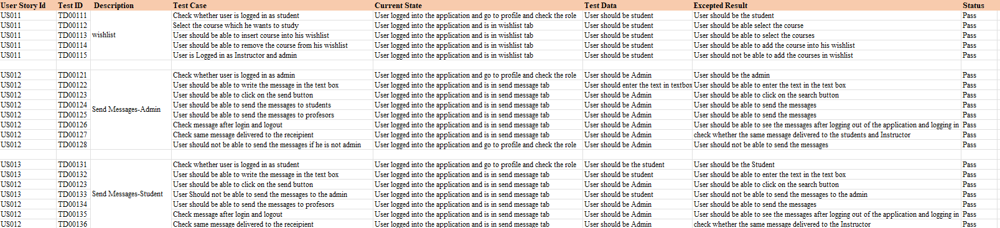 User Story Id Test ID Description Test Case Current State Test Data Excepted Result Status
US011 TD00111 Check whether user is logged in as student User logged into the application and go to profile and check the role User should be student User should be the student Pass
US011 TD00112 Select the course which he wants to study User logged into the application and is in wishlist tab User should be student User should be able select the course Pass
US011 TD00113 wishlist User should be able to insert course into his wishlist User logged into the application and is in wishlist tab User should be student User should be able to select the courses Pass
US011 TD00114 User should be able to remove the course from his wishlist User logged into the application and is in wishlist tab User should be student User should be able to add the course into his wishlist Pass
US011 TD00115 User is Logged in as Instructor and admin User logged into the application and is in wishlist tab User should be student User should not be able to add the courses in wishlist Pass
US012 TD00121 Check whether user is logged in as admin User logged into the application and go to profile and check the role User should be Admin User should be the admin Pass
US012 TD00122 User should be able to write the message in the text box User logged into the application and is in send message tab User should enter the text in textbox User should be able to enter the text in the text box Pass
US012 TD00123 User should be able to click on the send button User logged into the application and is in send message tab User should be Admin User should be able to click on the search button Pass
US012 TD00124 User should be able to send the messages to students User logged into the application and is in send message tab User should be Admin User should be able to send the messages Pass
Send Messages-Admin
US012 TD00125 User should be able to send the messages to profesors User logged into the application and is in send message tab User should be Admin User should be able to send the messages Pass
US012 TD00126 Check message after login and logout User logged into the application and is in send message tab User should be Admin User should be able to see the messages after logging out of the application and logging in Pass
US012 TD00127 Check same message delivered to the receipient User logged into the application and is in send message tab User should be Admin check whether the same message delivered to the students and Instructor Pass
US012 TD00128 User should not be able to send the messages if he is not admin User logged into the application and go to profile and check the role User should be Admin User should not be able to send the messages Pass
US013 TD00131 Check whether user is logged in as student User logged into the application and go to profile and check the role User should be the student User should be the Student Pass
US013 TD00132 User should be able to write the message in the text box User logged into the application and is in send message tab User should be student User should be able to enter the text in the text box Pass
US012 TD00123 User should be able to click on the send button User logged into the application and is in send message tab User should be Admin User should be able to click on the search button Pass
US013 TD00133 Send Messages-Student User Should not be able to send the messages to the admin User logged into the application and is in send message tab User should be student User should not be able to send the messages to the admin Pass
US012 TD00134 User should be able to send the messages to profesors User logged into the application and is in send message tab User should be Admin User should be able to send the messages Pass
US012 TD00135 Check message after login and logout User logged into the application and is in send message tab User should be Admin User should be able to see the messages after logging out of the application and logging in Pass
US012 TD00136 Check same message delivered to the receipient User logged into the application and is in send message tab User should be Admin check whether the same message delivered to the Instructor Pass